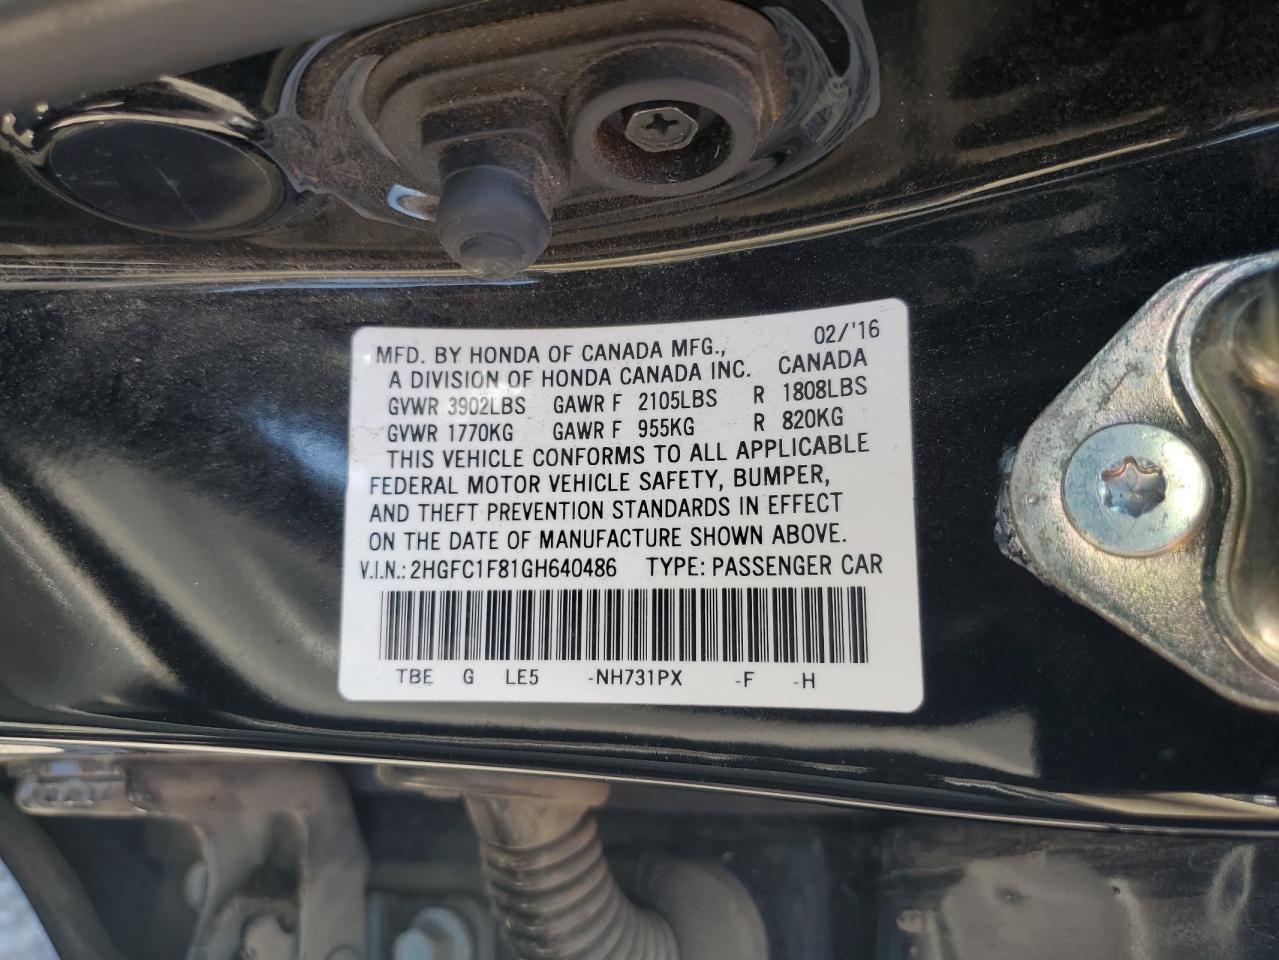 02/'16
MFD. BY HONDA OF CANADA MFG.,
A DIVISION OF HONDA CANADA INC. CANADA
GVWR 3902LBS GAWR F 2105LBS R 1808LBS
GVWR 1770KG GAWR F 955KG R 820KG
THIS VEHICLE CONFORMS TO ALL APPLICABLE
FEDERAL MOTOR VEHICLE SAFETY, BUMPER,
AND THEFT PREVENTION STANDARDS IN EFFECT
ON THE DATE OF MANUFACTURE SHOWN ABOVE.
V.I.N.: 2HGFC1F81GH640486 TYPE: PASSENGER CAR
TBE G LE5 -NH731PX -F -H